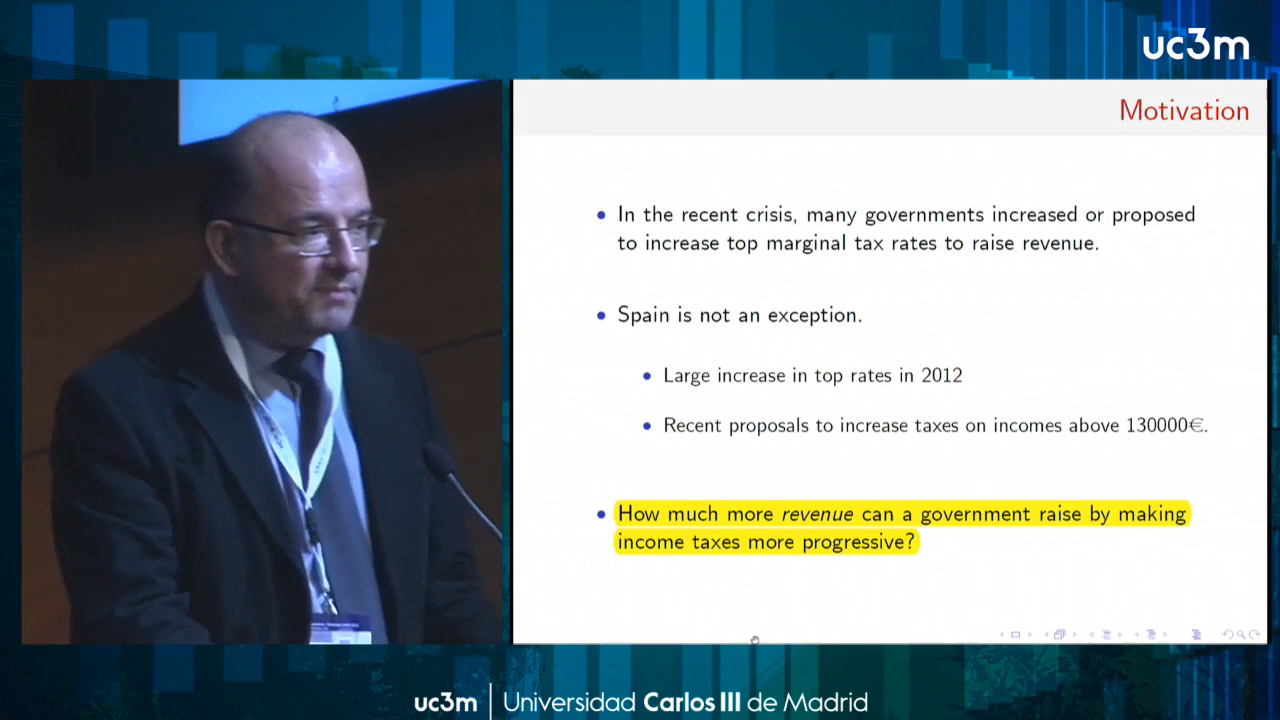 uc3m
Motivation
• In the recent crisis, many governments increased or proposed
to increase top marginal tax rates to raise revenue.
• Spain is not an exception.
• Large increase in top rates in 2012
• Recent proposals to increase taxes on incomes above 130000€.
• How much more revenue can a government raise by making
income taxes more progressive?
uc3m | Universidad Carlos III de Madrid